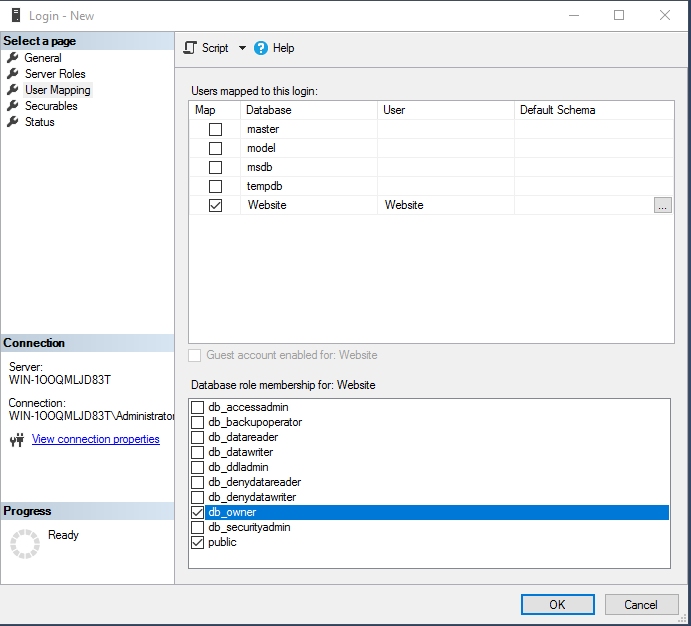 Login - New
Select a page
General
Server Roles
User Mapping
Securables
Status
Script Help
Users mapped to this login:
Map Database User Default Schema
master
model
msdb
tempdb
Website Website ...
Guest account enabled for: Website
Database role membership for: Website
db_accessadmin
db_backupoperator
db_datareader
db_datawriter
db_ddladmin
db_denydatareader
db_denydatawriter
db_owner
db_securityadmin
public
Connection
Server:
WIN-1OOQMLJD83T
Connection:
WIN-1OOQMLJD83T\Administrator
View connection properties
Progress
Ready
OK Cancel